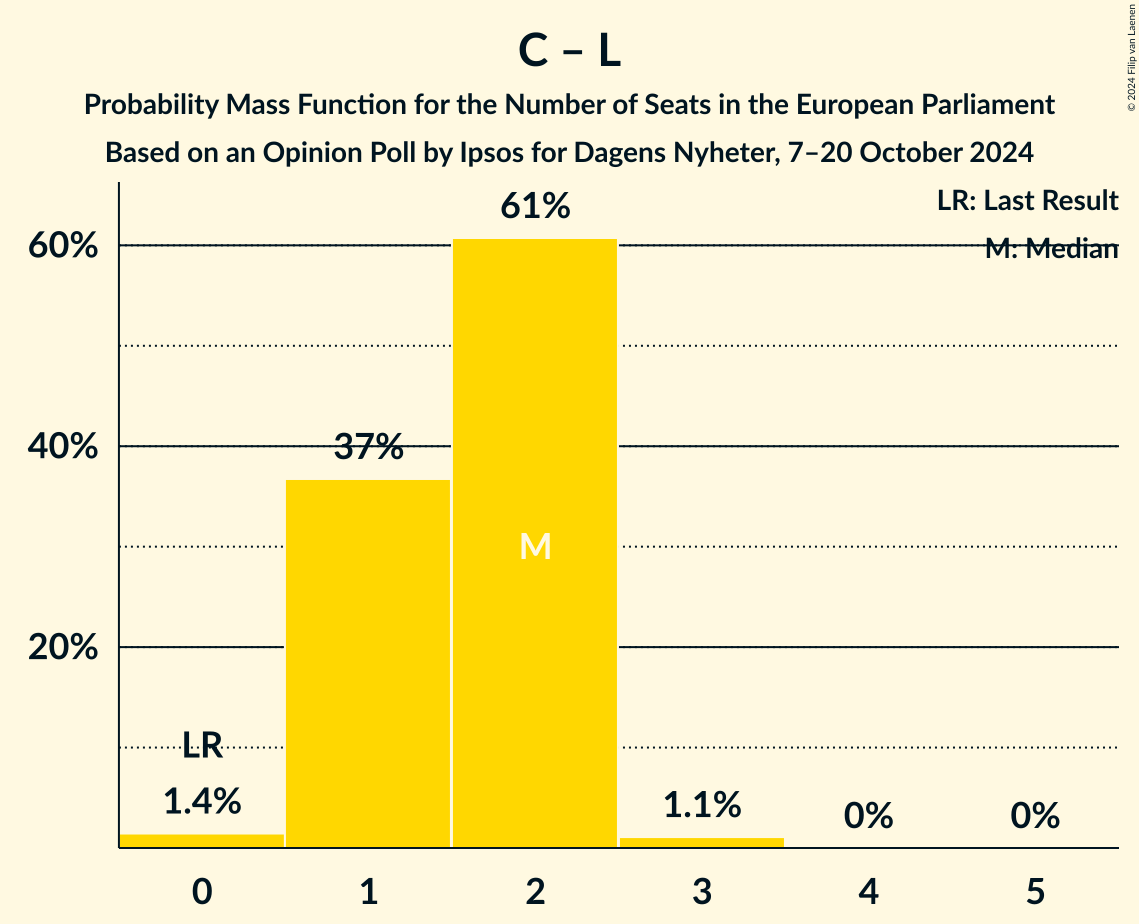 C – L
Probability Mass Function for the Number of Seats in the European Parliament
Based on an Opinion Poll by Ipsos for Dagens Nyheter, 7–20 October 2024
© 2024 Filip van Laenen
LR: Last Result
M: Median
61%
60%
37%
40%
M
20%
LR
1.4%
1.1%
0%
0%
0 1 2 3 4 5